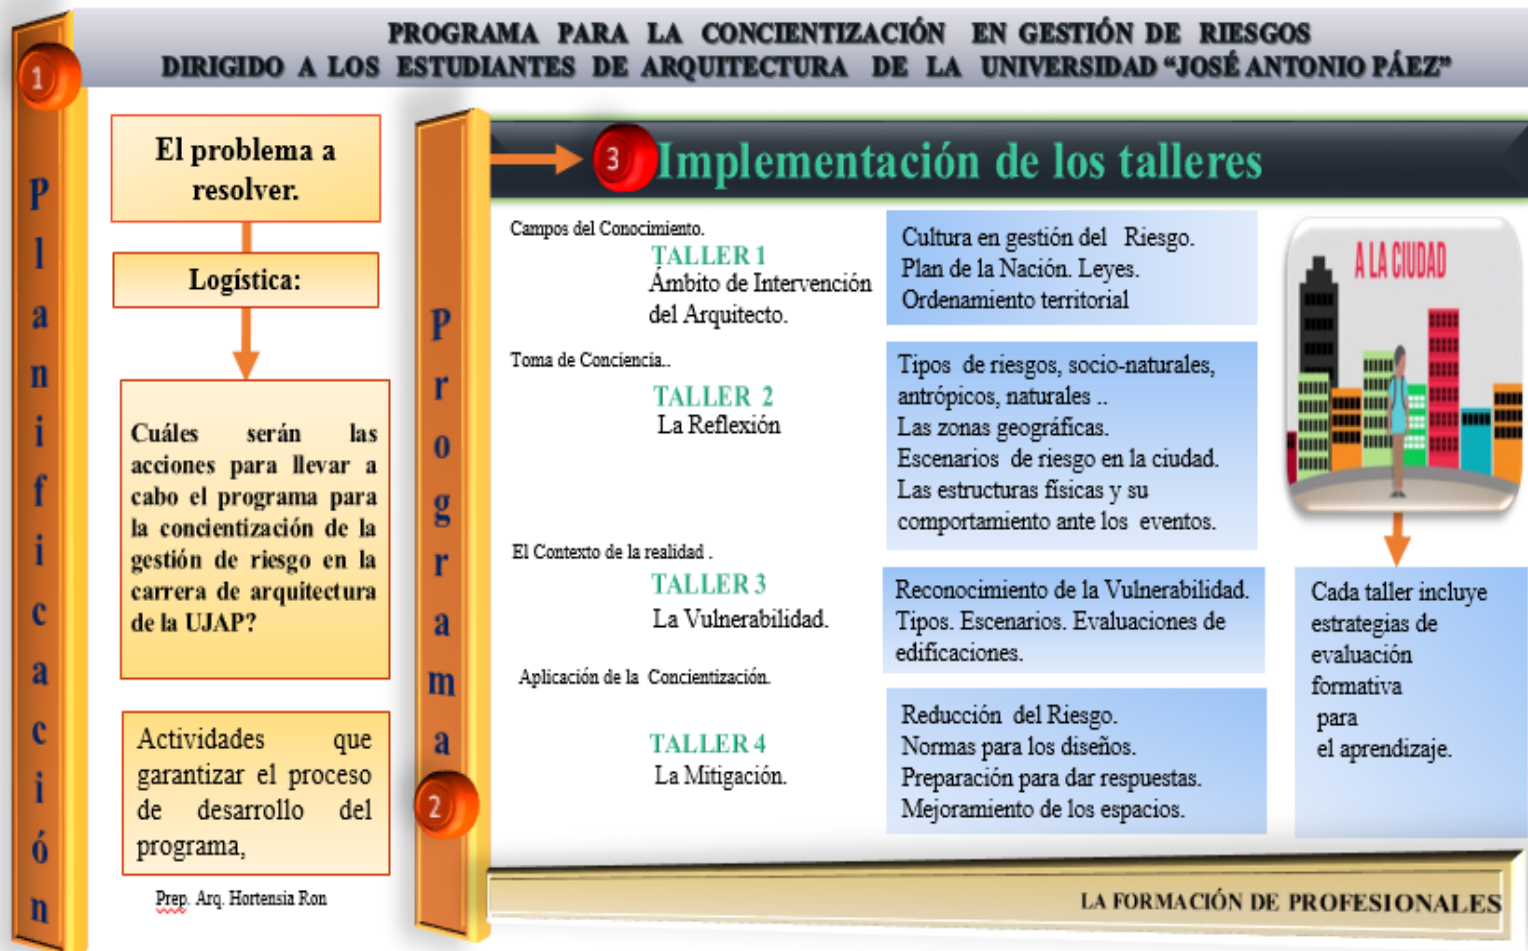 PROGRAMA PARA LA CONCIENTIZACIÓN EN GESTIÓN DE RIESGOS
DIRIGIDO A LOS ESTUDIANTES DE ARQUITECTURA DE LA UNIVERSIDAD “JOSÉ ANTONIO PÁEZ”
1
Planificación
El problema a
resolver.
Logística:
Cuáles serán las
acciones para llevar a
cabo el programa para
la concientización de la
gestión de riesgo en la
carrera de arquitectura
de la UJAP?
Actividades que
garantizar el proceso
de desarrollo del
programa,
Prep. Arq. Hortensia Ron
Programa
2
3
Implementación de los talleres
Campos del Conocimiento.
TALLER 1
Ámbito de Intervención
del Arquitecto.
Cultura en gestión del Riesgo.
Plan de la Nación. Leyes.
Ordenamiento territorial
Toma de Conciencia..
TALLER 2
La Reflexión
Tipos de riesgos, socio-naturales,
antrópicos, naturales ..
Las zonas geográficas.
Escenarios de riesgo en la ciudad.
Las estructuras físicas y su
comportamiento ante los eventos.
El Contexto de la realidad .
TALLER 3
La Vulnerabilidad.
Reconocimiento de la Vulnerabilidad.
Tipos. Escenarios. Evaluaciones de
edificaciones.
Aplicación de la Concientización.
TALLER 4
La Mitigación.
Reducción del Riesgo.
Normas para los diseños.
Preparación para dar respuestas.
Mejoramiento de los espacios.
A LA CIUDAD
Cada taller incluye
estrategias de
evaluación
formativa
para
el aprendizaje.
LA FORMACIÓN DE PROFESIONALES